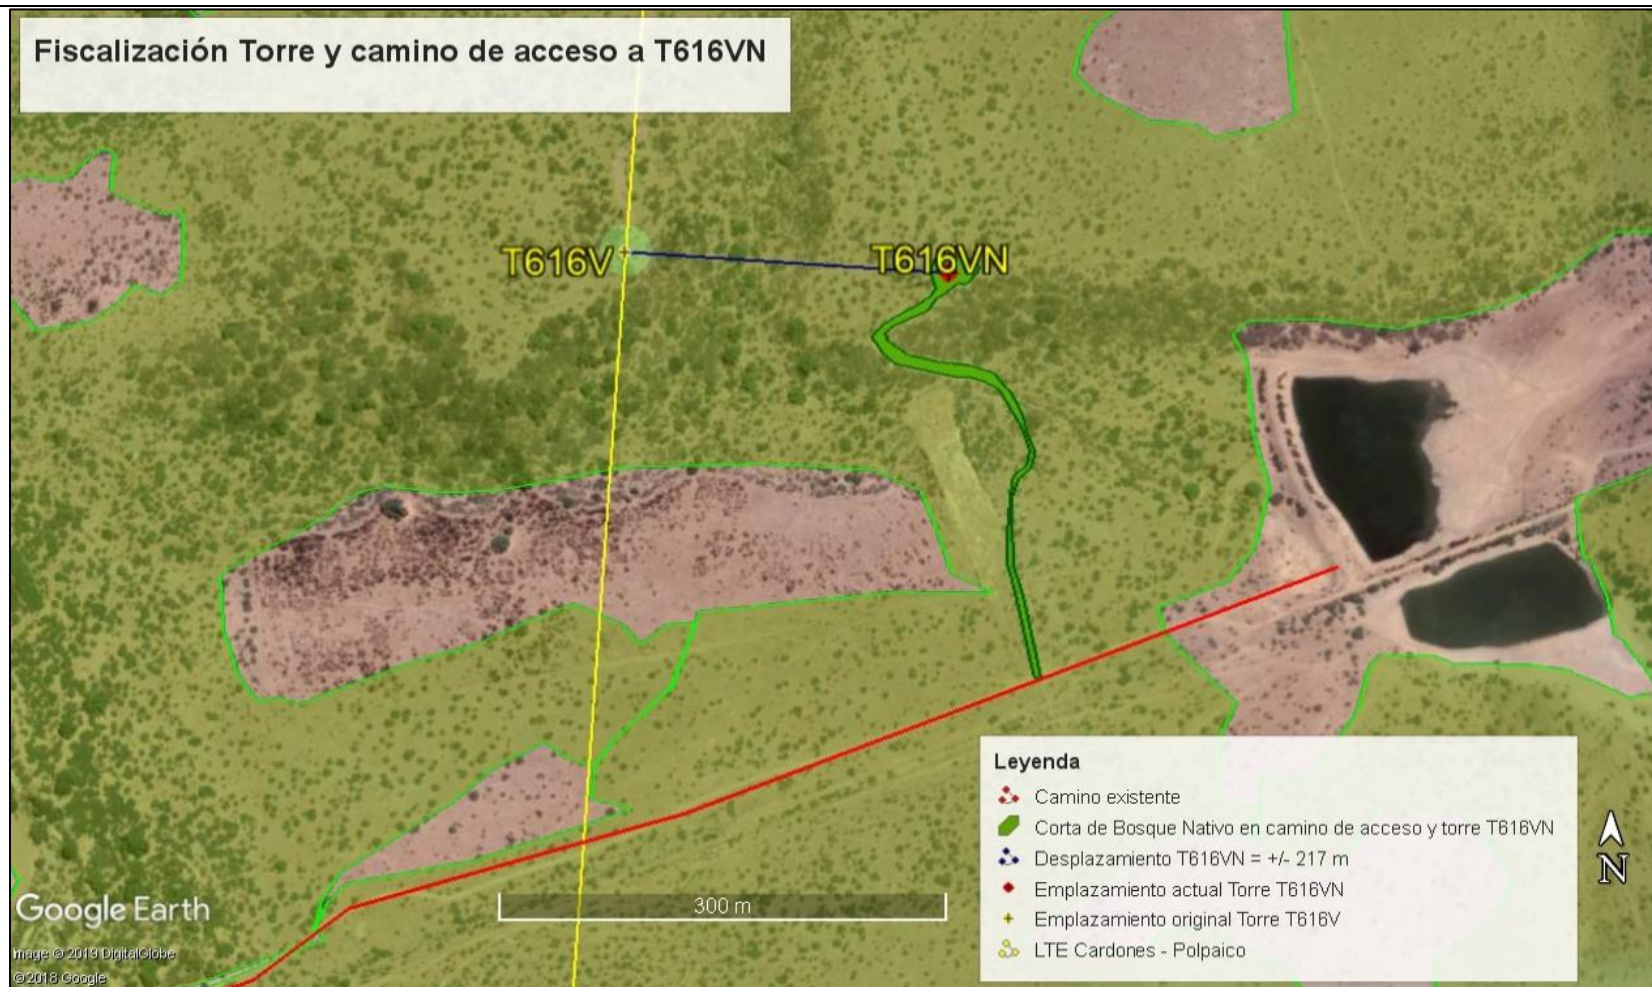 Fiscalización Torre y camino de acceso a T616VN
T616V
T616VN
Leyenda
Camino existente
Corta de Bosque Nativo en camino de acceso y torre T616VN
Desplazamiento T616VN = +/- 217 m
Emplazamiento actual Torre T616VN
Emplazamiento original Torre T616V
LTE Cardones - Polpaico
N
300 m
Google Earth
Image © 2019 DigitalGlobe
© 2018 Google